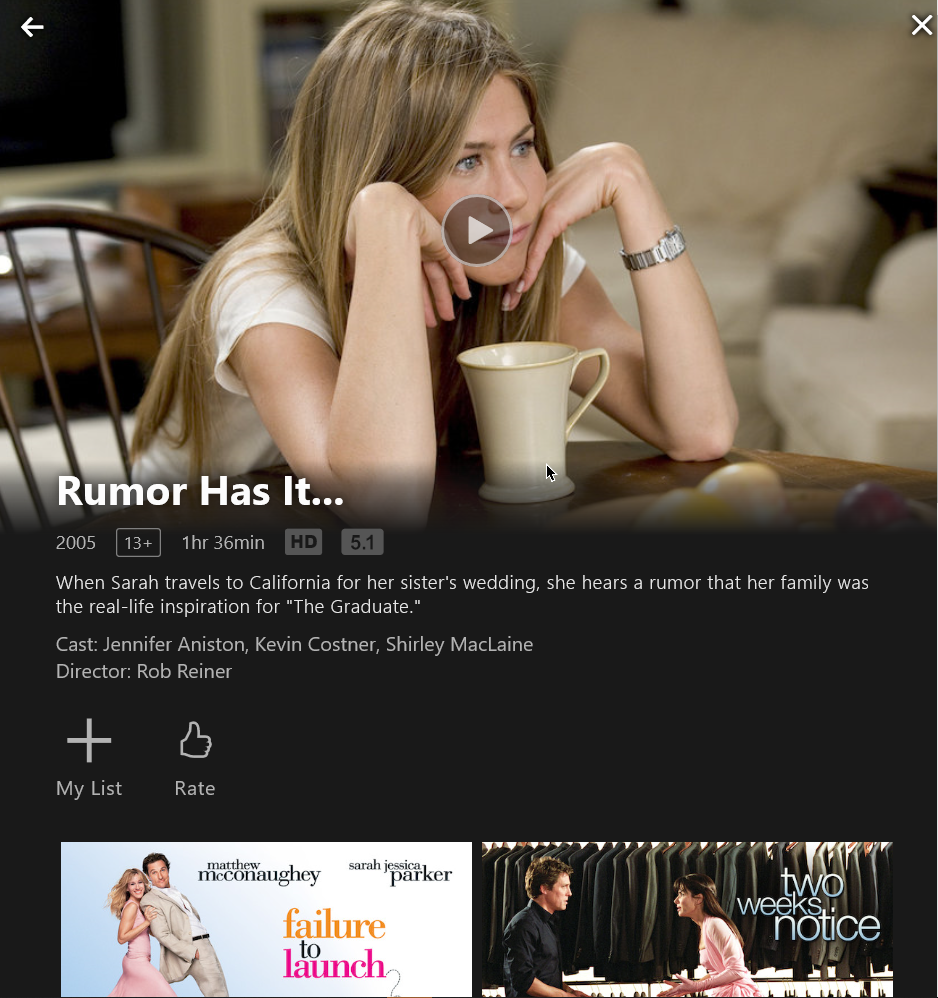 Rumor Has It...
2005 13+ 1hr 36min HD 5.1
When Sarah travels to California for her sister's wedding, she hears a rumor that her family was
the real-life inspiration for "The Graduate."
Cast: Jennifer Aniston, Kevin Costner, Shirley MacLaine
Director: Rob Reiner
My List Rate
matthew
mcconaughey
sarah jessica
parker
failure
to
launch
two
weeks
notice